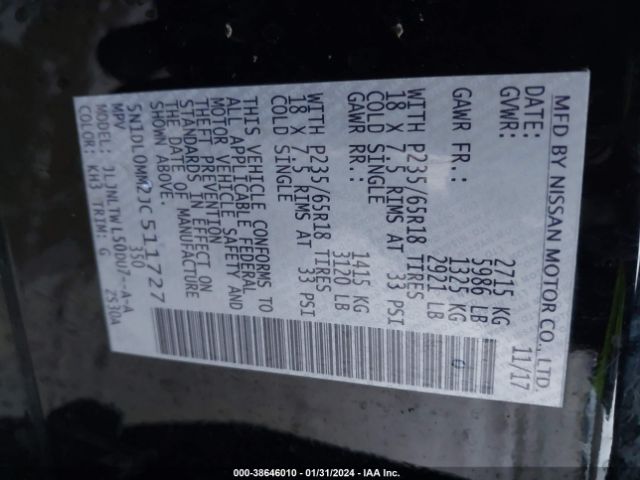 MFD BY NISSAN MOTOR CO., LTD.
DATE: 11/17
GVWR: 2715 KG
5986 LB
GAWR FR.: 1325 KG
2921 LB
WITH P235/65R18 TIRES
18 X 7.5 RIMS AT 33 PSI
COLD SINGLE
GAWR RR.: 1415 KG
3120 LB
WITH P235/65R18 TIRES
18 X 7.5 RIMS AT 33 PSI
COLD SINGLE
THIS VEHICLE CONFORMS TO
ALL APPLICABLE FEDERAL
MOTOR VEHICLE SAFETY AND
THEFT PREVENTION
STANDARDS IN EFFECT ON
THE DATE OF MANUFACTURE
SHOWN ABOVE.
5N1DL0MM2JC511727
MPV 350
MODEL: JLJNLTWL50DU7--A-A
COLOR: KH3 TRIM: G 2S30A
000-38646010 - 01/31/2024 - IAA Inc.